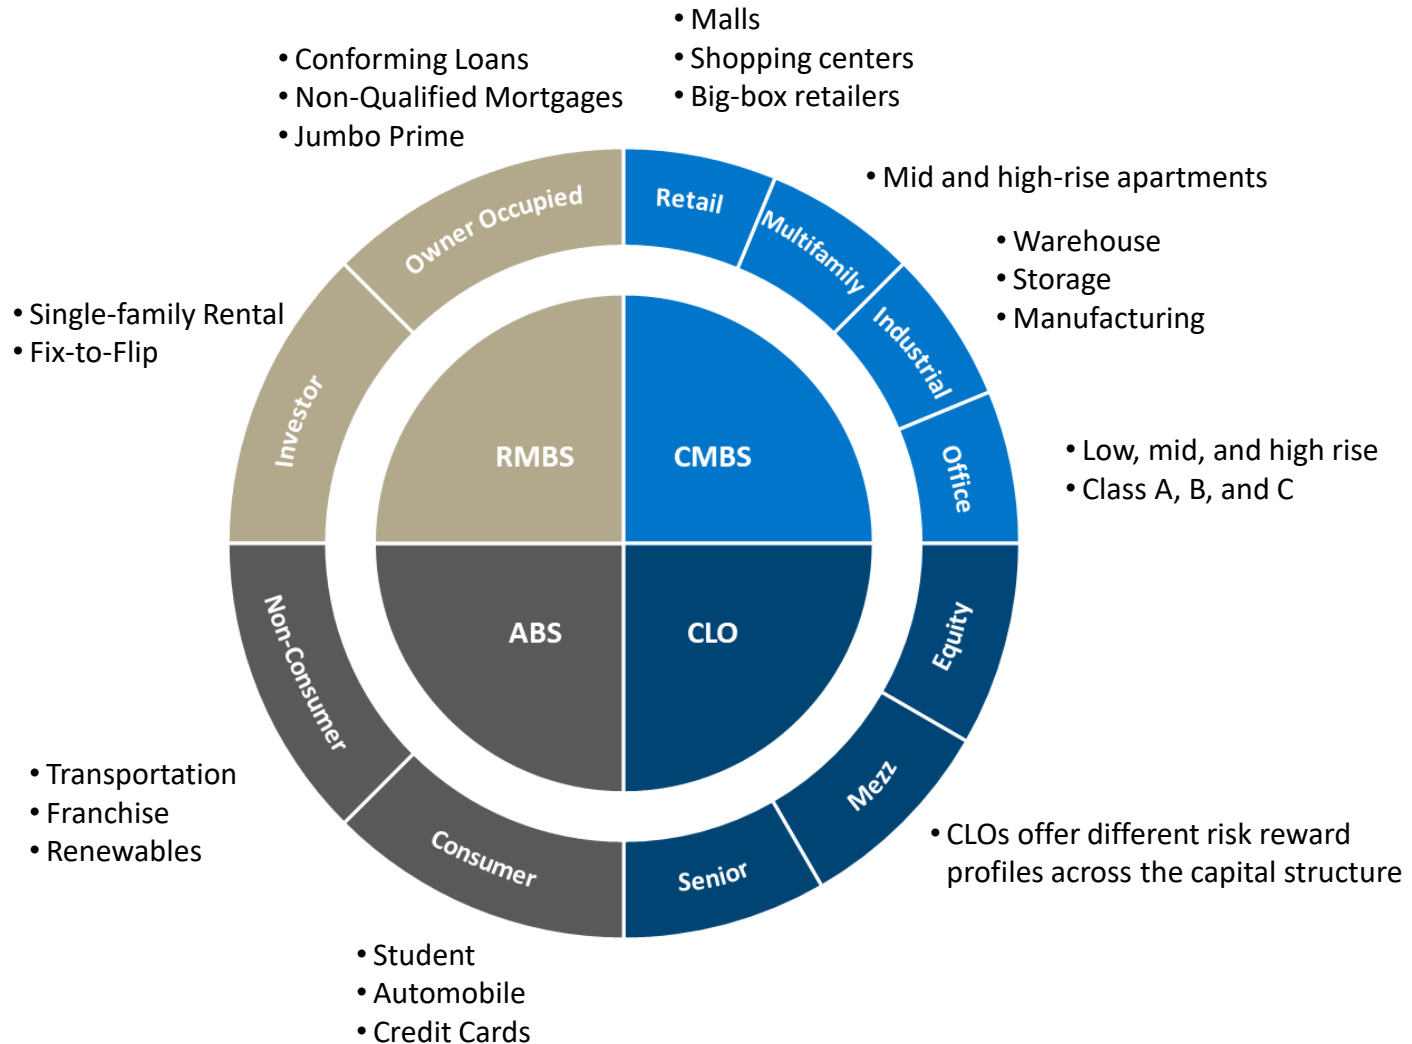 • Malls
• Shopping centers
• Big-box retailers
• Conforming Loans
• Non-Qualified Mortgages
• Jumbo Prime
• Mid and high-rise apartments
• Warehouse
• Storage
• Manufacturing
• Single-family Rental
• Fix-to-Flip
• Low, mid, and high rise
• Class A, B, and C
Owner Occupied
Retail
Multifamily
Industrial
Office
Investor
RMBS
CMBS
ABS
CLO
Non-Consumer
Equity
Mezz
Consumer
Senior
• Transportation
• Franchise
• Renewables
• CLOs offer different risk reward
profiles across the capital structure
• Student
• Automobile
• Credit Cards